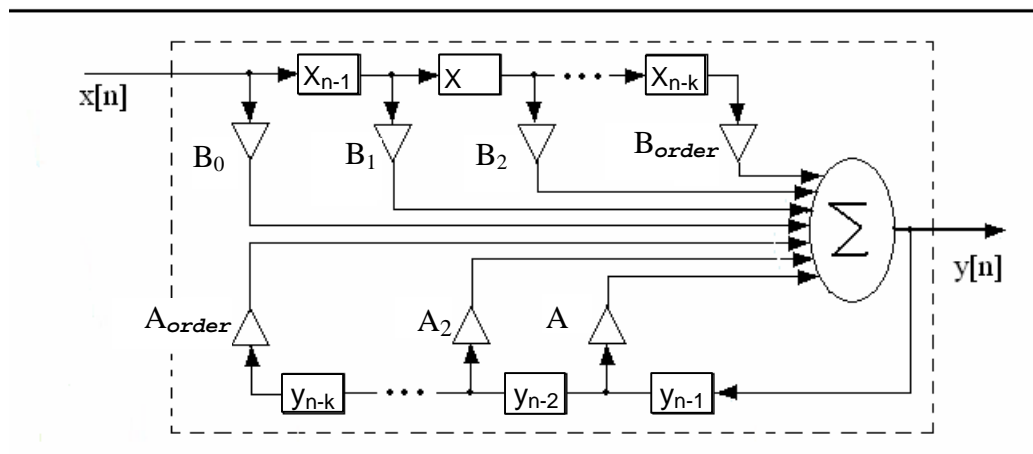 x[n]
Xn-1
X
Xn-k
B0
B1
B2
Border
∑
y[n]
Aorder
A2
A
yn-k
yn-2
yn-1